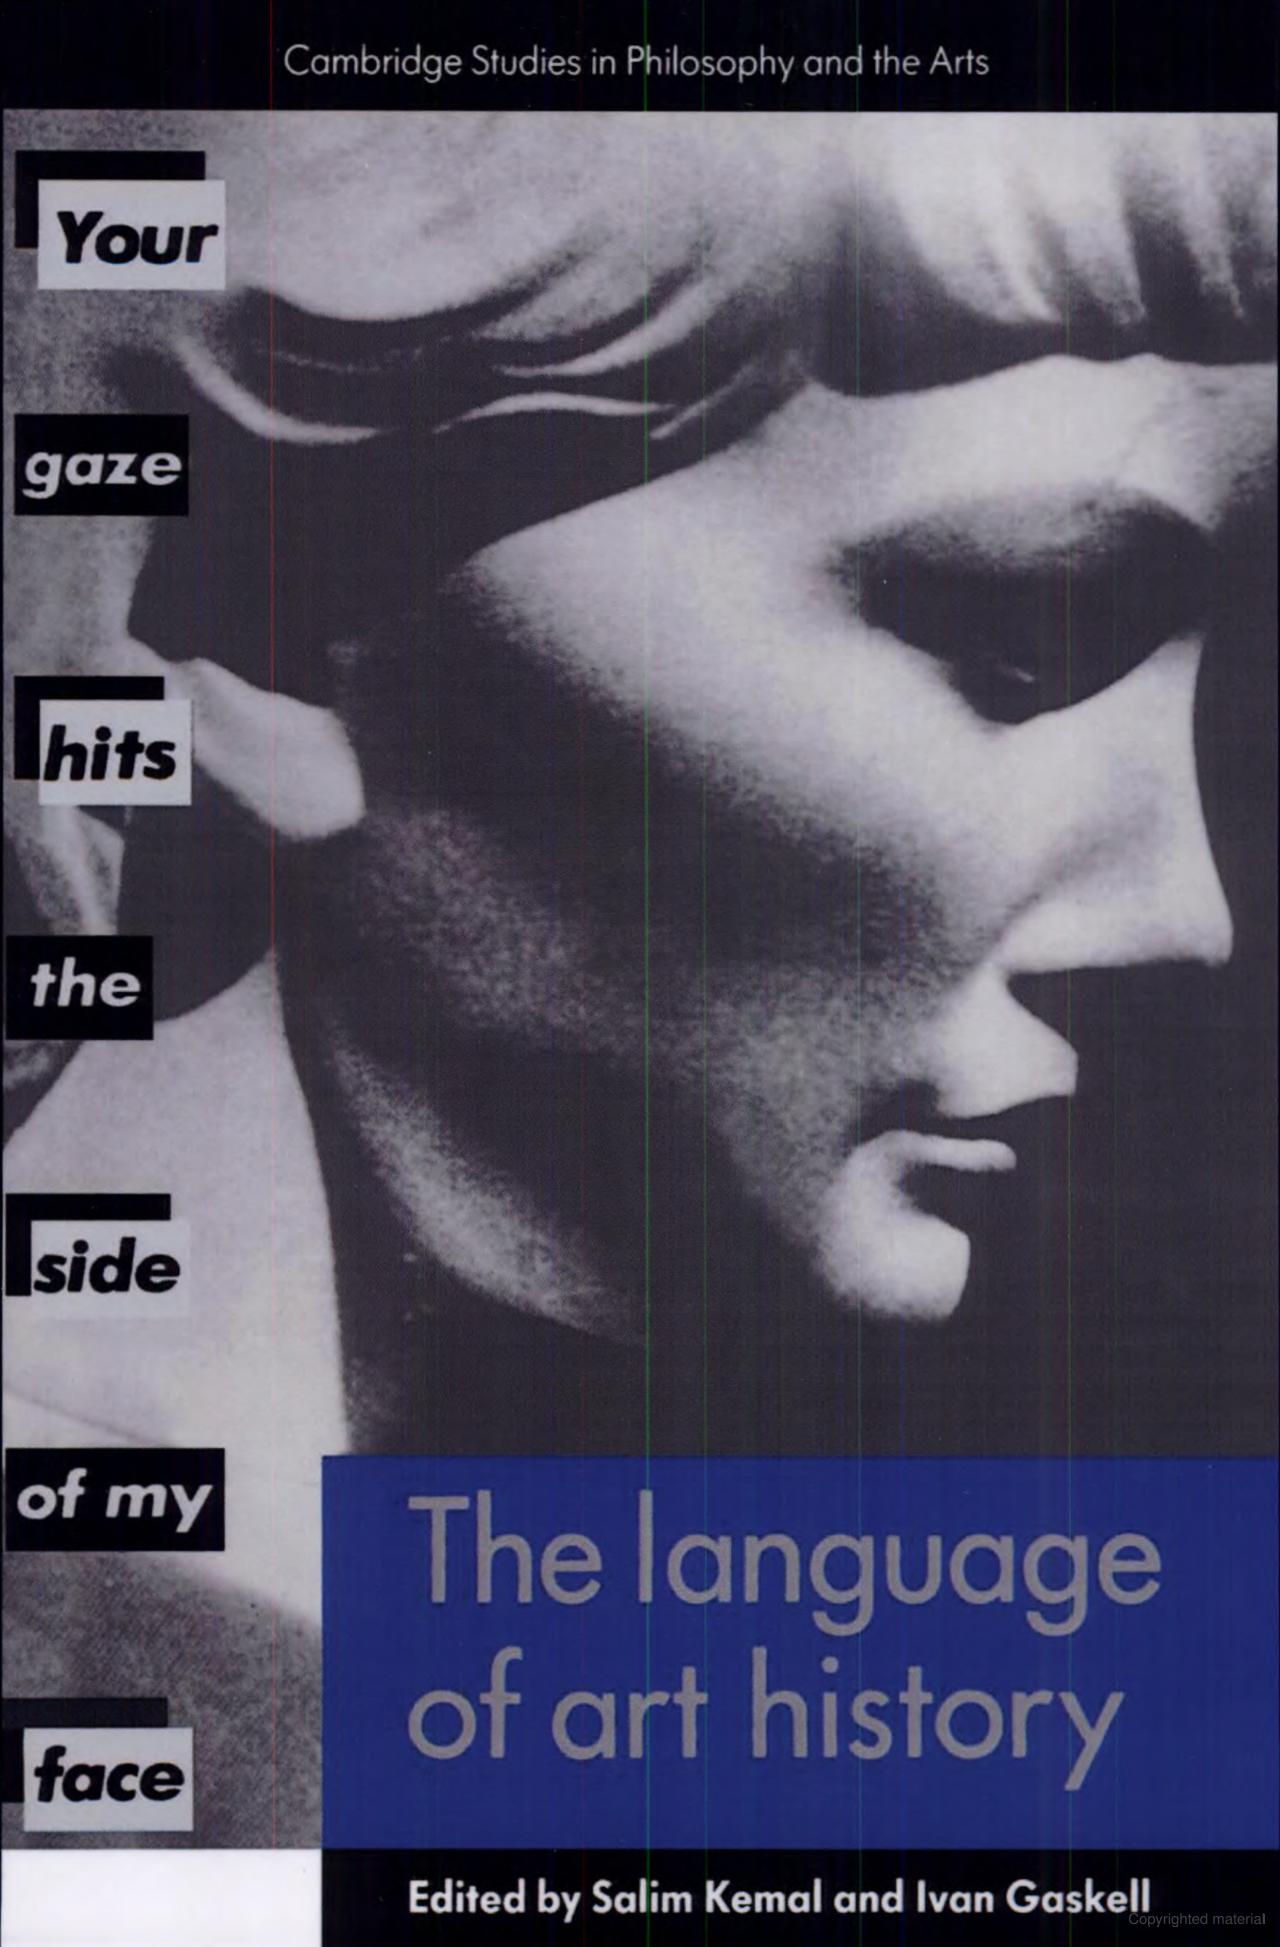 Cambridge Studies in Philosophy and the Arts
Your
gaze
hits
the
side
of my
face
The language
of art history
Edited by Salim Kemal and Ivan Gaskell
Copyrighted material